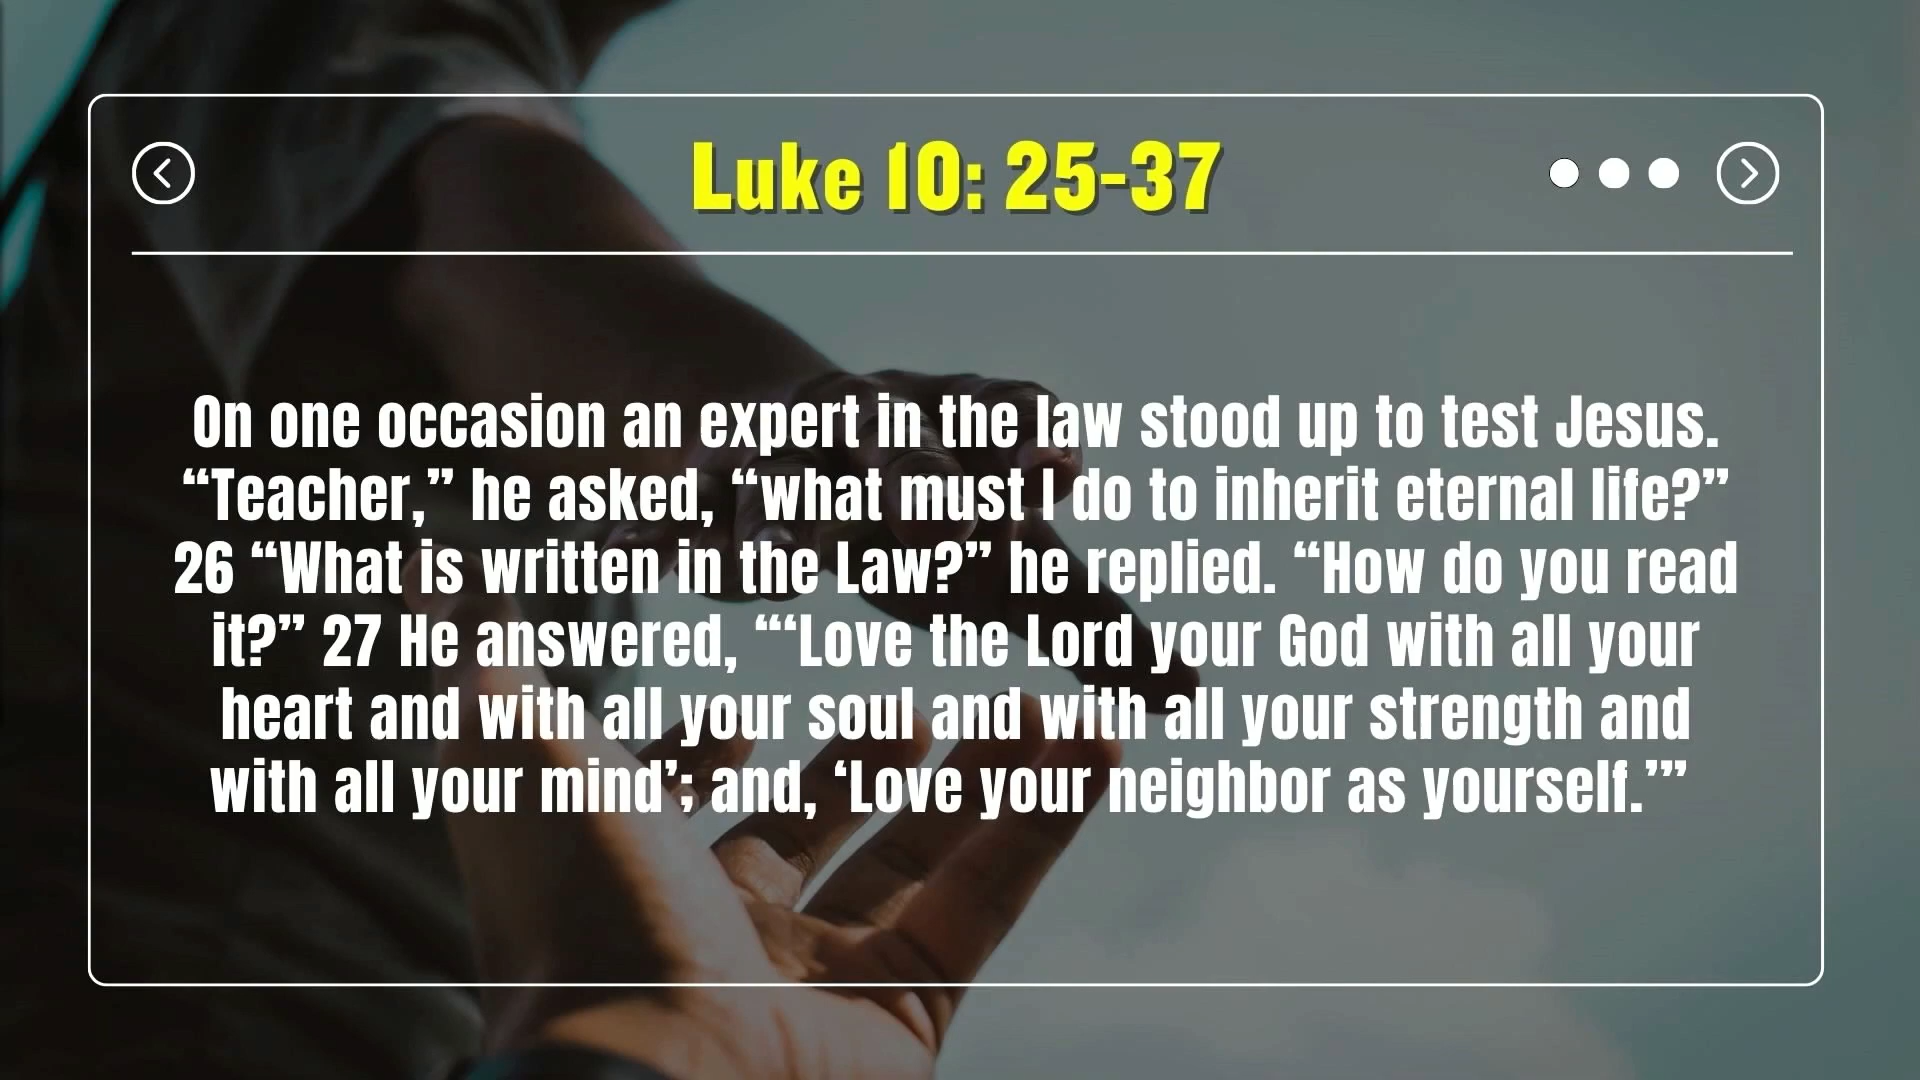 Luke 10: 25-37
On one occasion an expert in the law stood up to test Jesus.
“Teacher,” he asked, “what must I do to inherit eternal life?”
26 “What is written in the Law?” he replied. “How do you read
it?” 27 He answered, “‘Love the Lord your God with all your
heart and with all your soul and with all your strength and
with all your mind’; and, ‘Love your neighbor as yourself.’”